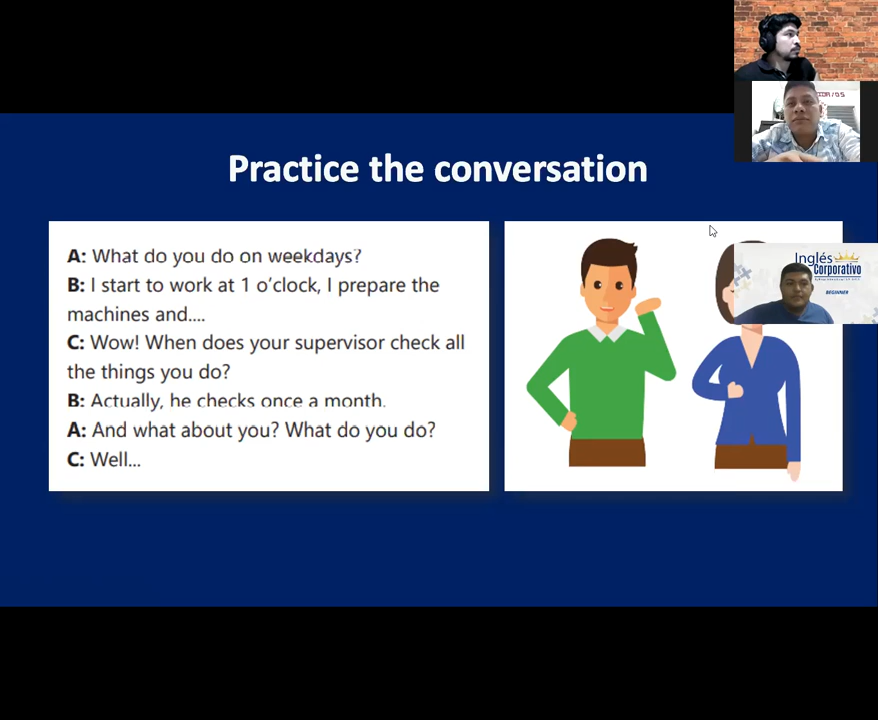 Practice the conversation
A: What do you do on weekdays?
B: I start to work at 1 o'clock, I prepare the
machines and....
C: Wow! When does your supervisor check all
the things you do?
B: Actually, he checks once a month.
A: And what about you? What do you do?
C: Well...
Inglés
Corporativo
BEGINNER